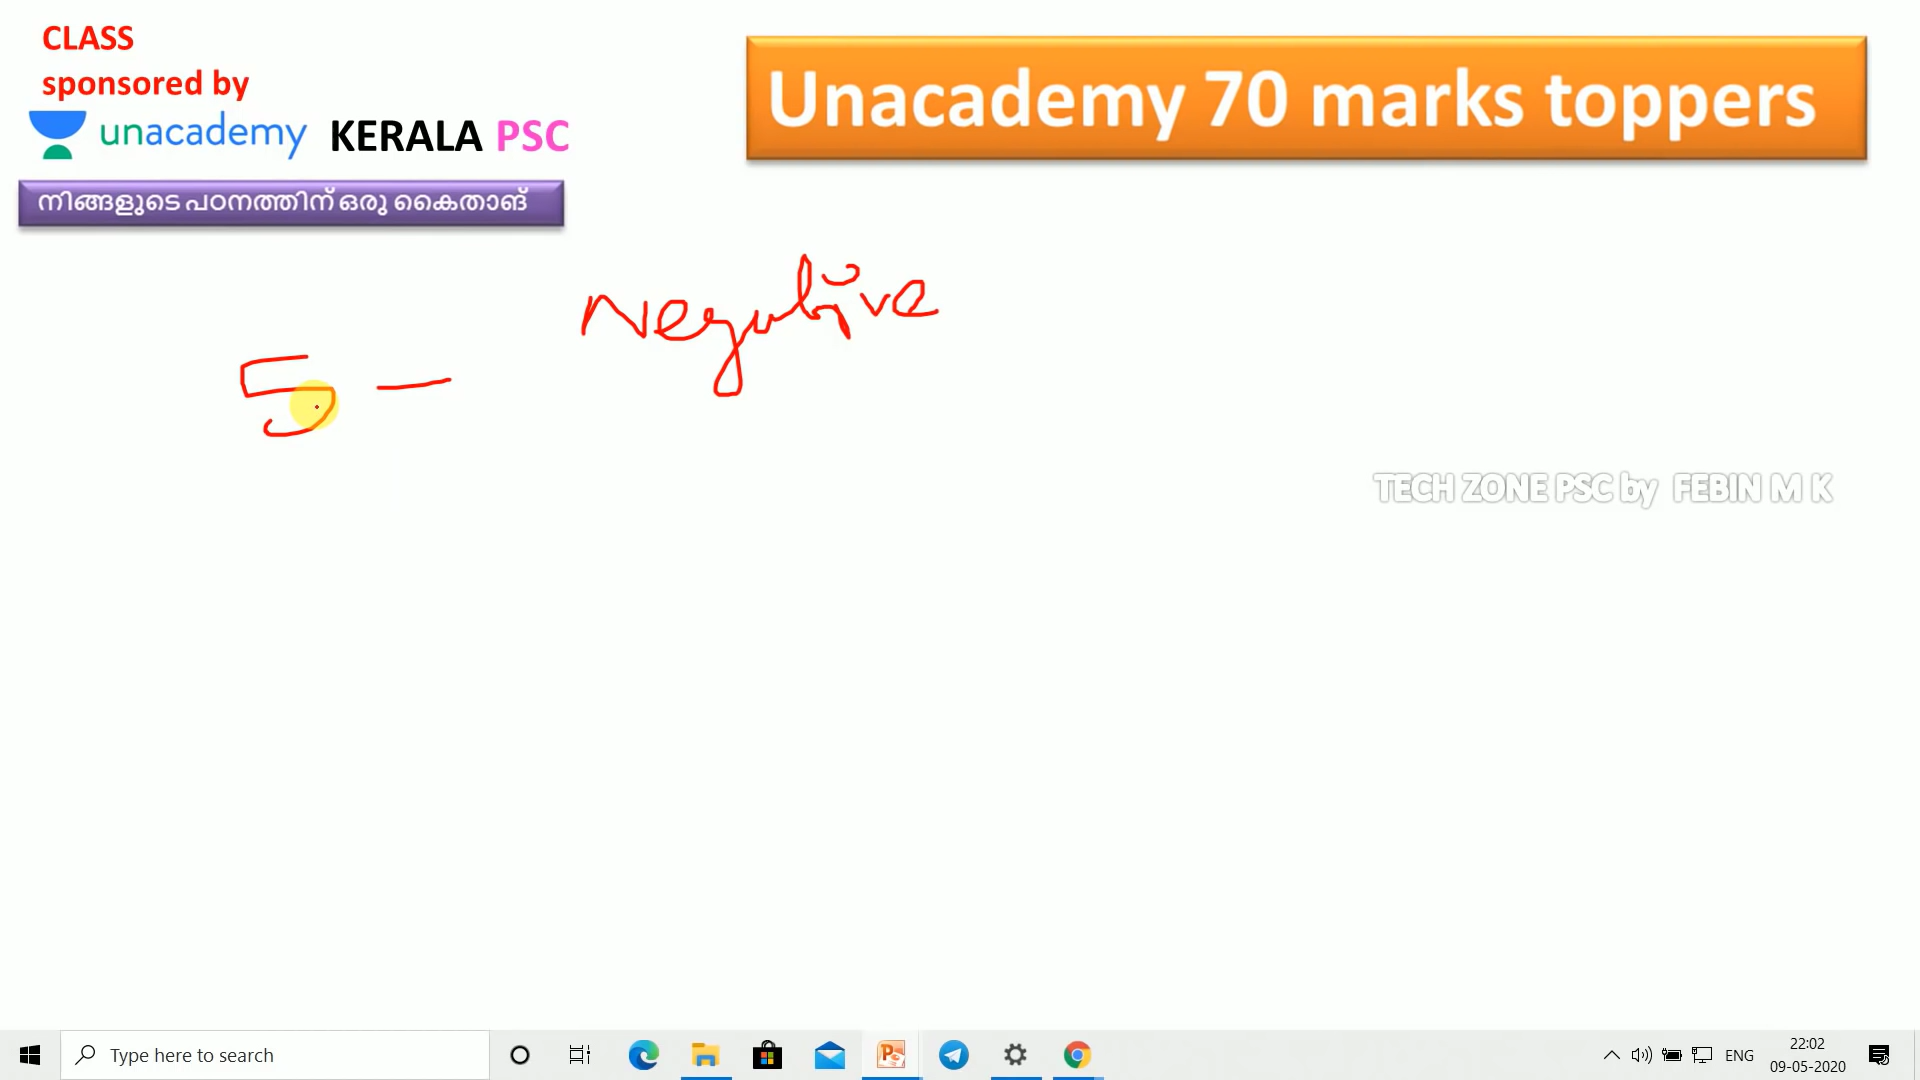 CLASS
sponsored by
unacademy KERALA PSC
Unacademy 70 marks toppers
നിങ്ങളുടെ പഠനത്തിന് ഒരു കൈതാങ്
Negative
5 —
TECH ZONE PSC by FEBIN M K
Type here to search
ENG
22:02
09-05-2020